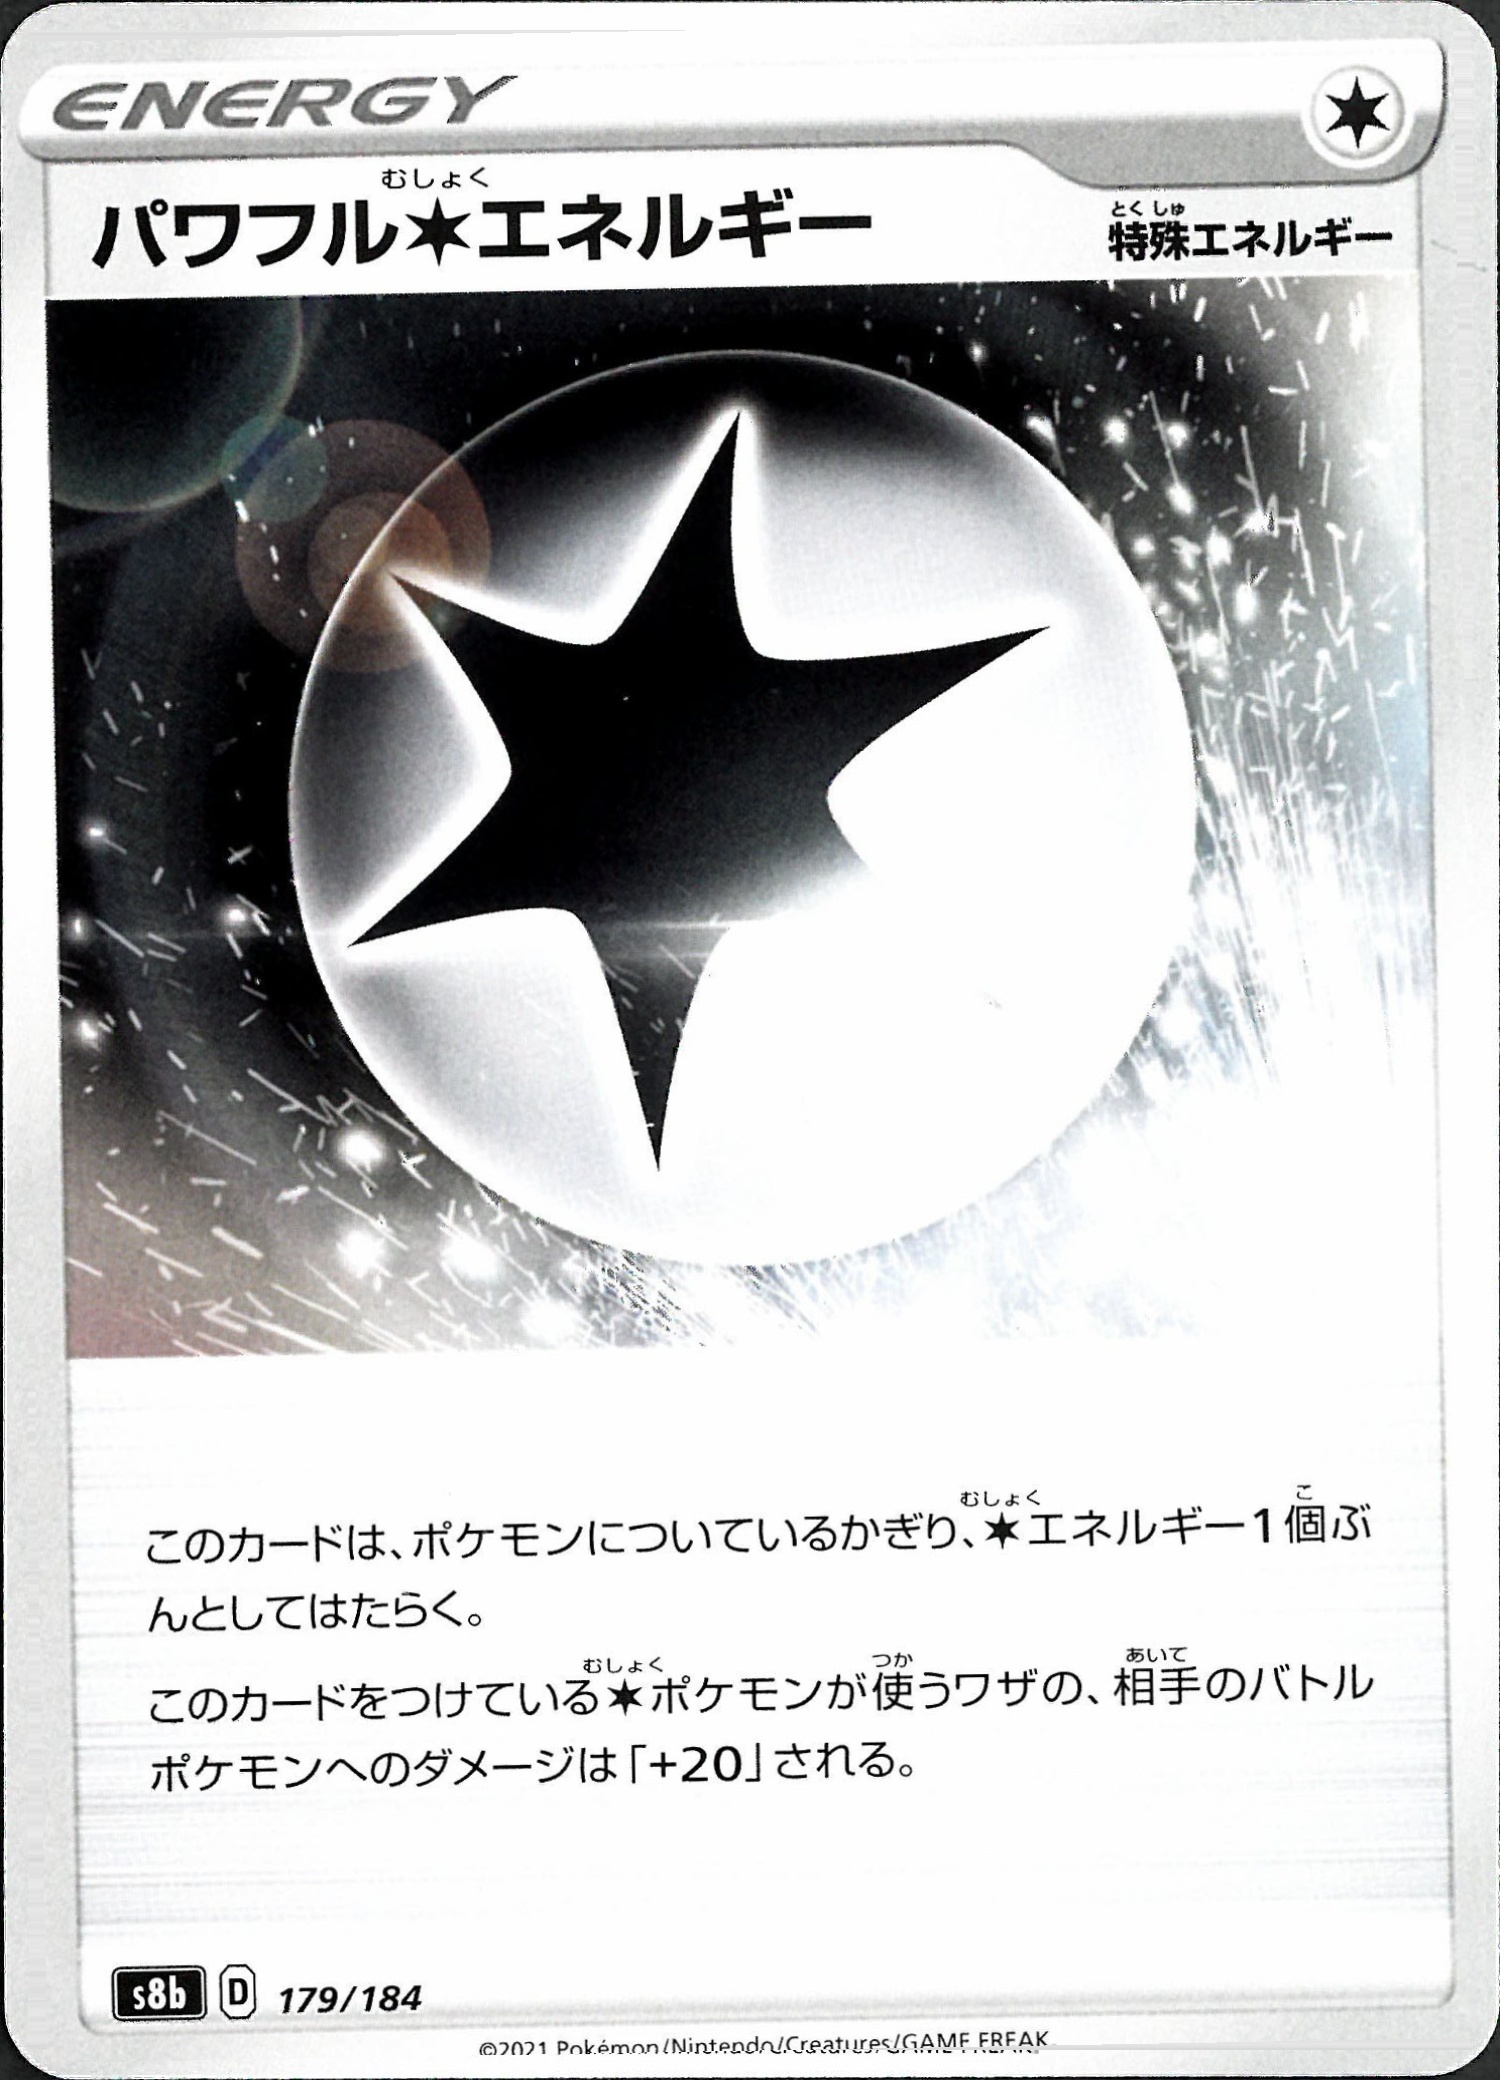 ENERGY
むしょく
パワフル✶エネルギー
とくしゅ
特殊エネルギー
むしょく こ
このカードは、ポケモンについているかぎり、✶エネルギー1個ぶ
んとしてはたらく。
むしょく つか あいて
このカードをつけている✶ポケモンが使うワザの、相手のバトル
ポケモンへのダメージは「+20」される。
s8b D 179/184
©2021 Pokémon/Nintendo/Creatures/GAME FREAK.